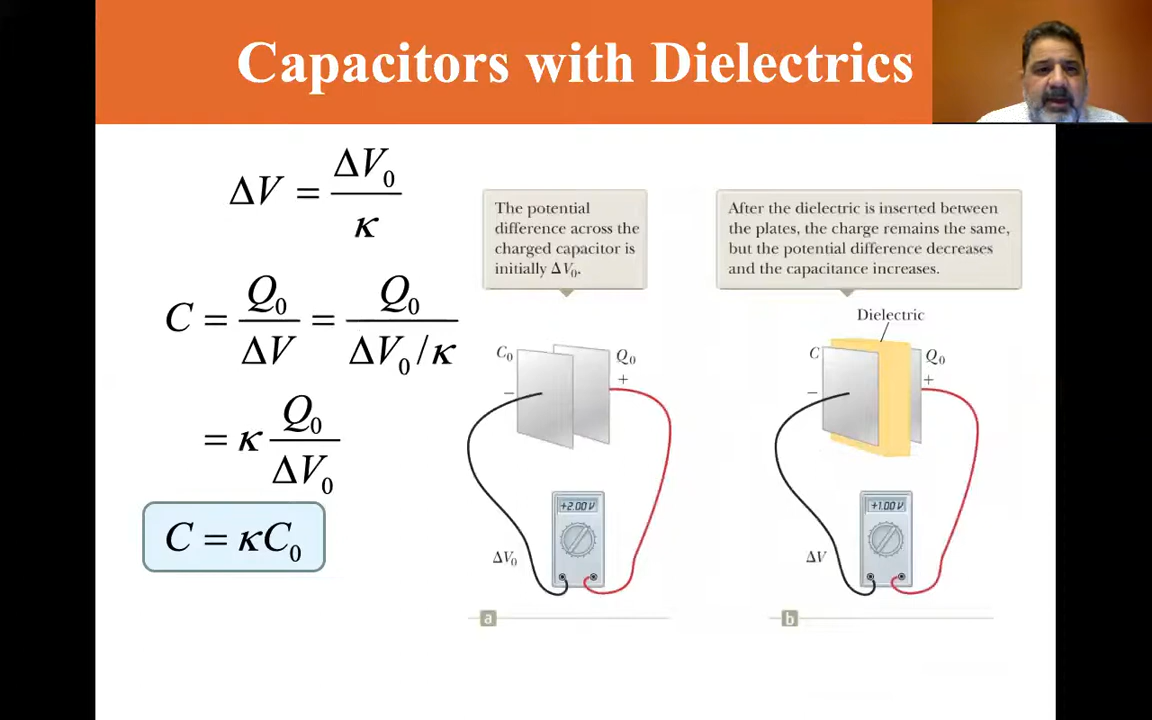 Capacitors with Dielectrics
ΔV = ΔV₀ / κ
C = Q₀ / ΔV = Q₀ / (ΔV₀/κ)
= κ Q₀ / ΔV₀
C = κC₀
The potential
difference across the
charged capacitor is
initially ΔV₀.
After the dielectric is inserted between
the plates, the charge remains the same,
but the potential difference decreases
and the capacitance increases.
C₀
Q₀
−
+
+2.00 V
ΔV₀
a
Dielectric
C
Q₀
−
+
+1.00 V
ΔV
b